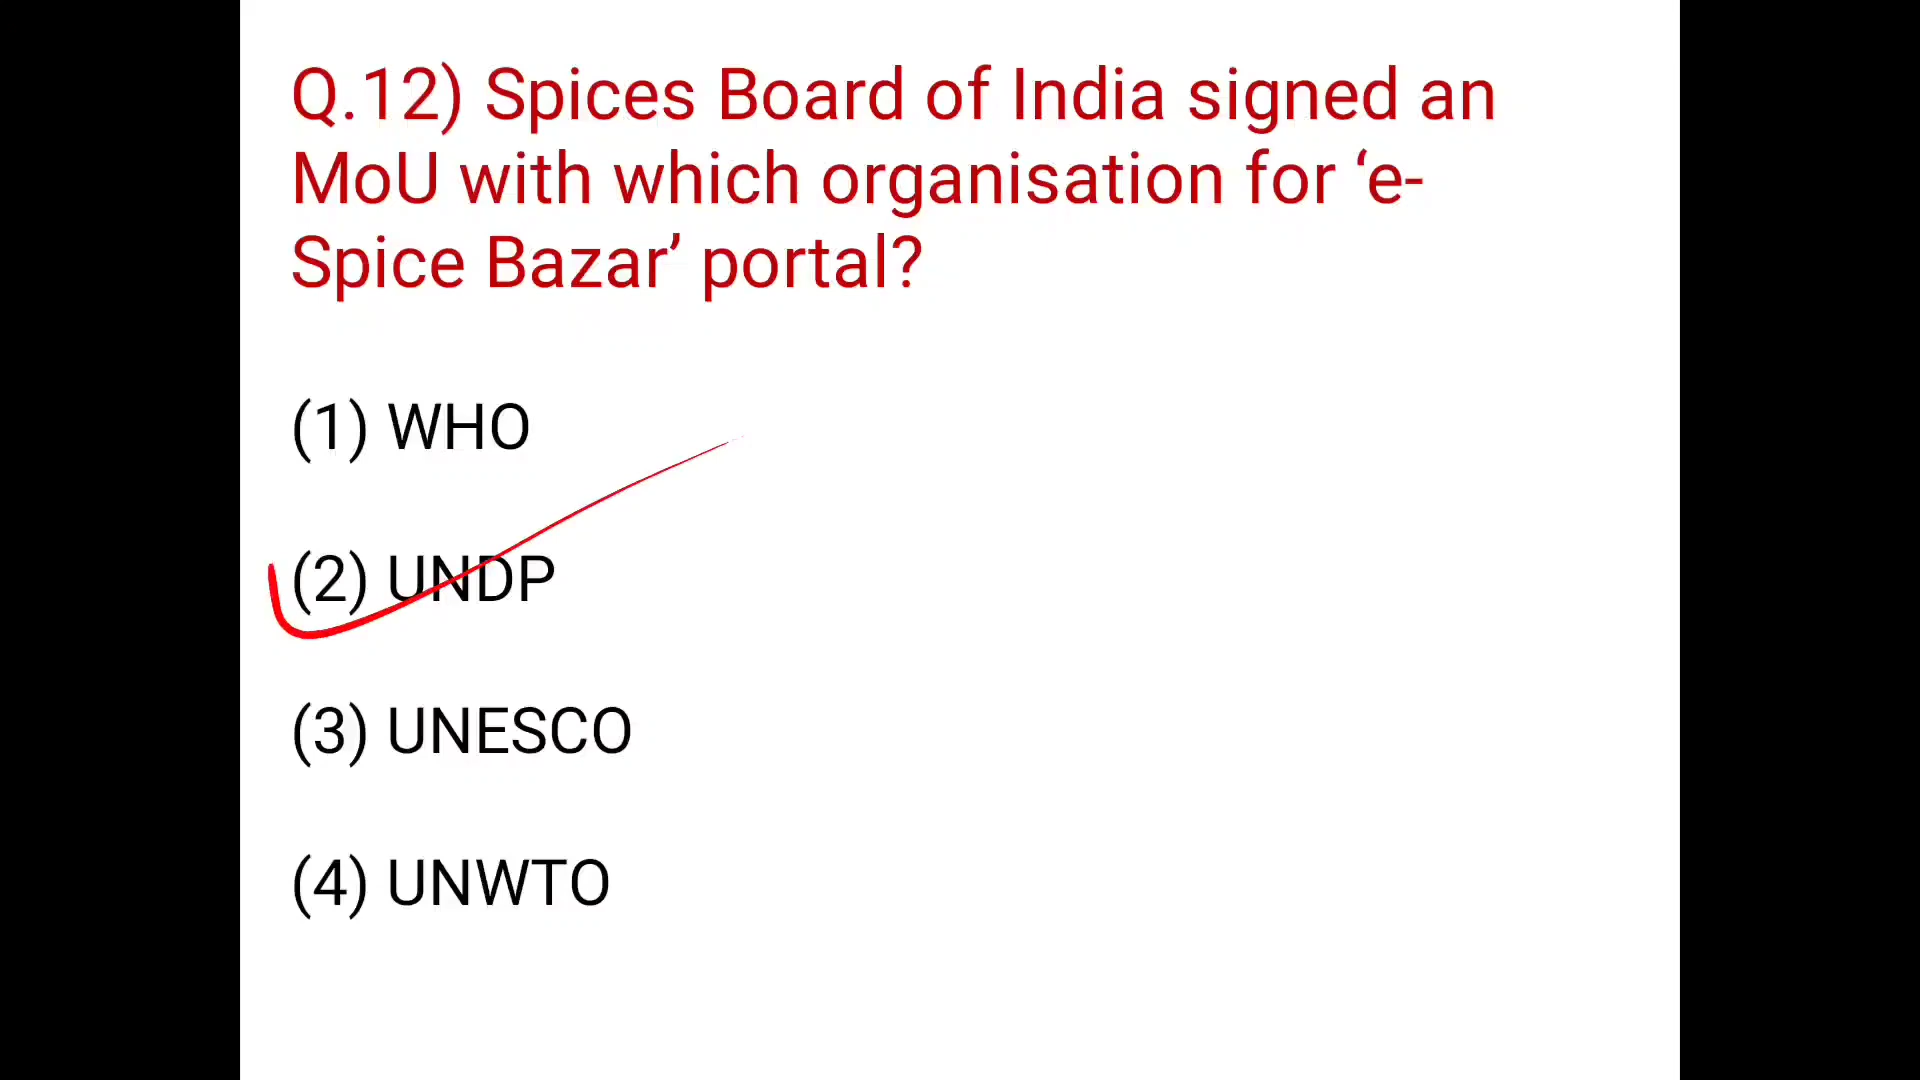 Q.12) Spices Board of India signed an
MoU with which organisation for ‘e-
Spice Bazar’ portal?
(1) WHO
(2) UNDP
(3) UNESCO
(4) UNWTO